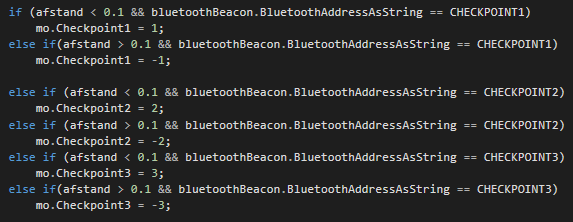 if (afstand < 0.1 && bluetoothBeacon.BluetoothAddressAsString == CHECKPOINT1)
mo.Checkpoint1 = 1;
else if(afstand > 0.1 && bluetoothBeacon.BluetoothAddressAsString == CHECKPOINT1)
mo.Checkpoint1 = -1;
else if (afstand < 0.1 && bluetoothBeacon.BluetoothAddressAsString == CHECKPOINT2)
mo.Checkpoint2 = 2;
else if (afstand > 0.1 && bluetoothBeacon.BluetoothAddressAsString == CHECKPOINT2)
mo.Checkpoint2 = -2;
else if (afstand < 0.1 && bluetoothBeacon.BluetoothAddressAsString == CHECKPOINT3)
mo.Checkpoint3 = 3;
else if(afstand > 0.1 && bluetoothBeacon.BluetoothAddressAsString == CHECKPOINT3)
mo.Checkpoint3 = -3;